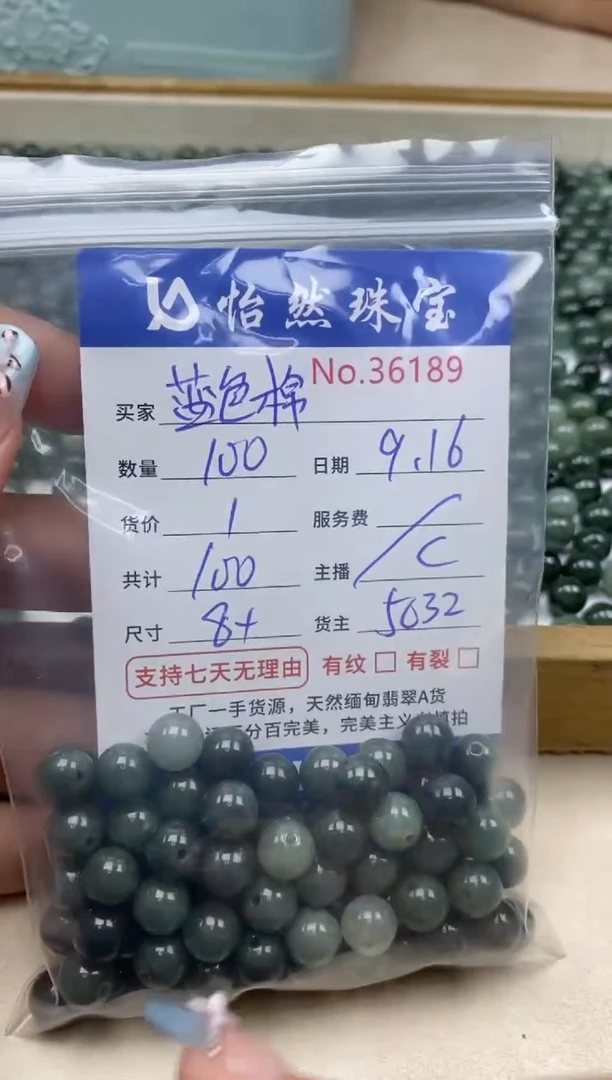 怡然珠宝
No.36189
买家 蓝色棉
数量 100 日期 9.16
货价 1 服务费 /
共计 100 主播 C
尺寸 8+ 货主 5032
支持七天无理由 有纹 □ 有裂 □
工厂一手货源，天然缅甸翡翠A货
分百完美，完美主义 慎拍